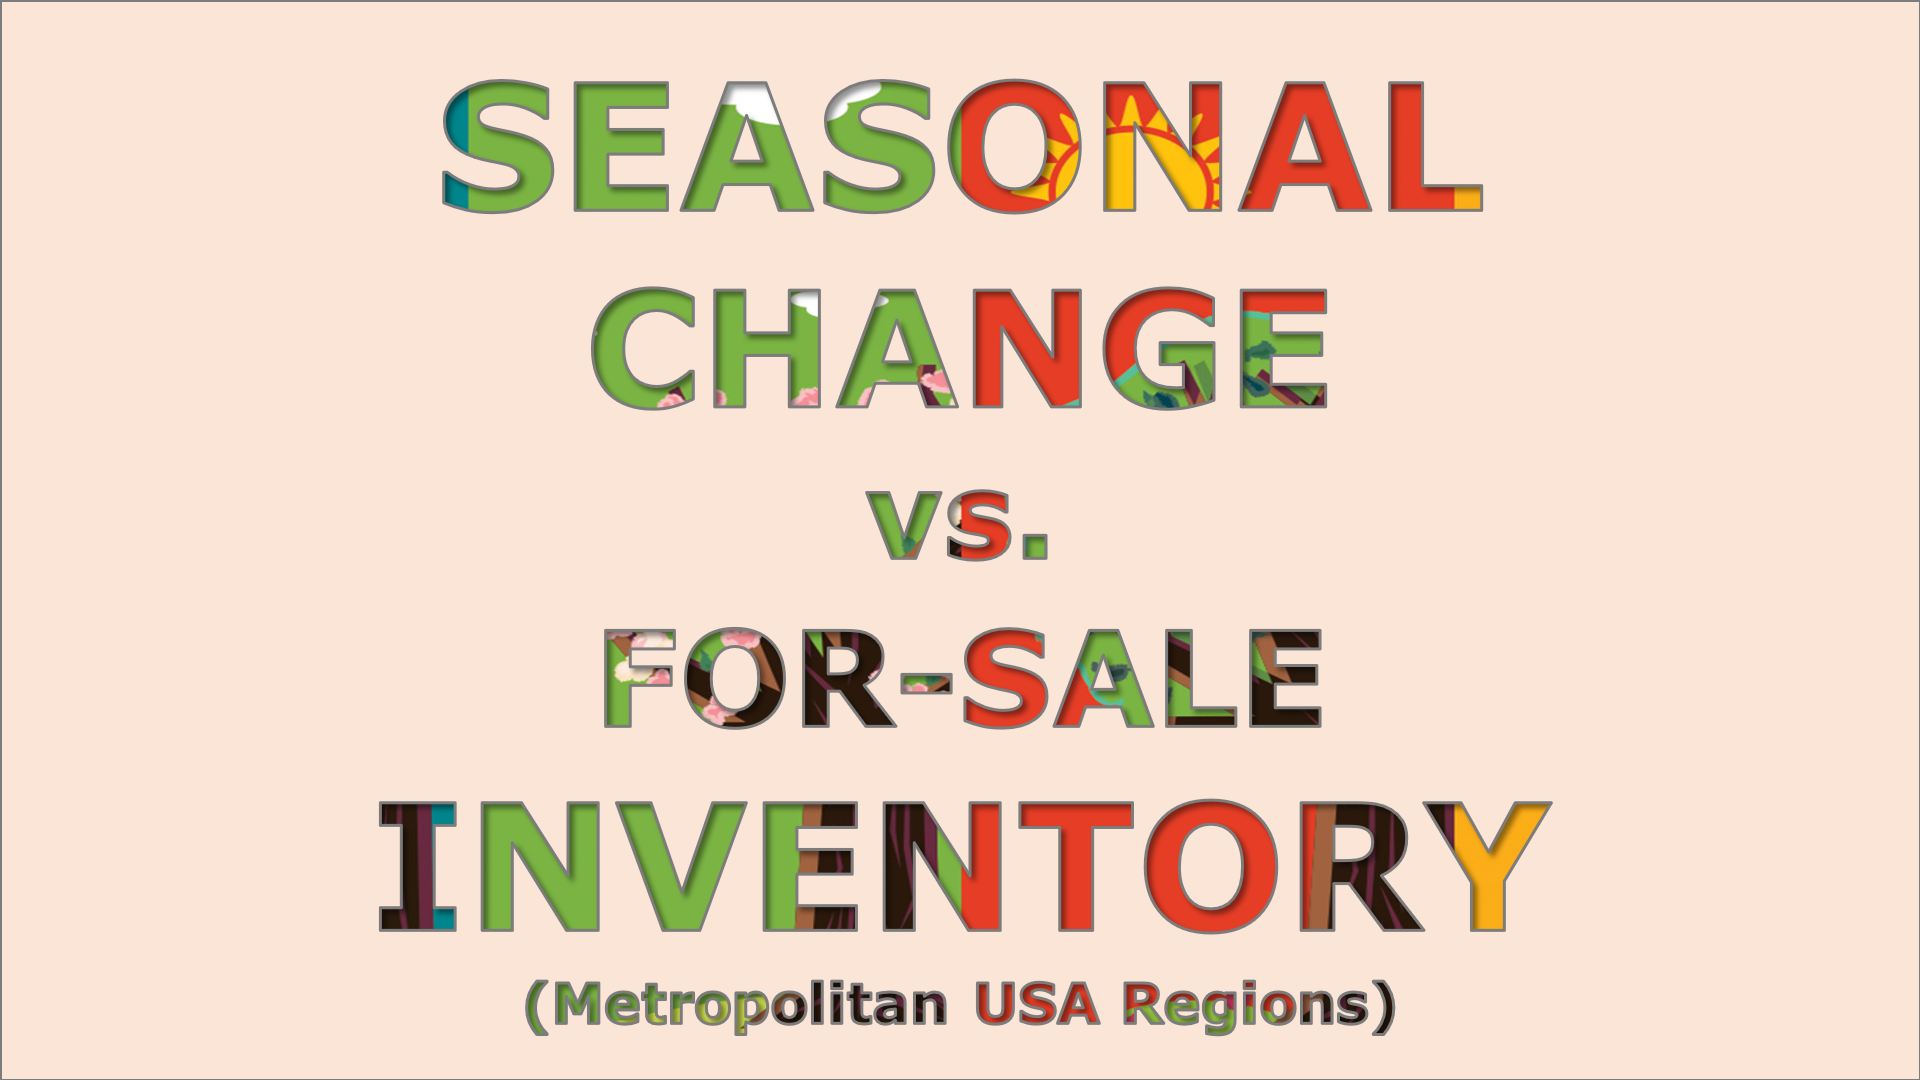 SEASONAL
CHANGE
vs.
FOR-SALE
INVENTORY
(Metropolitan USA Regions)